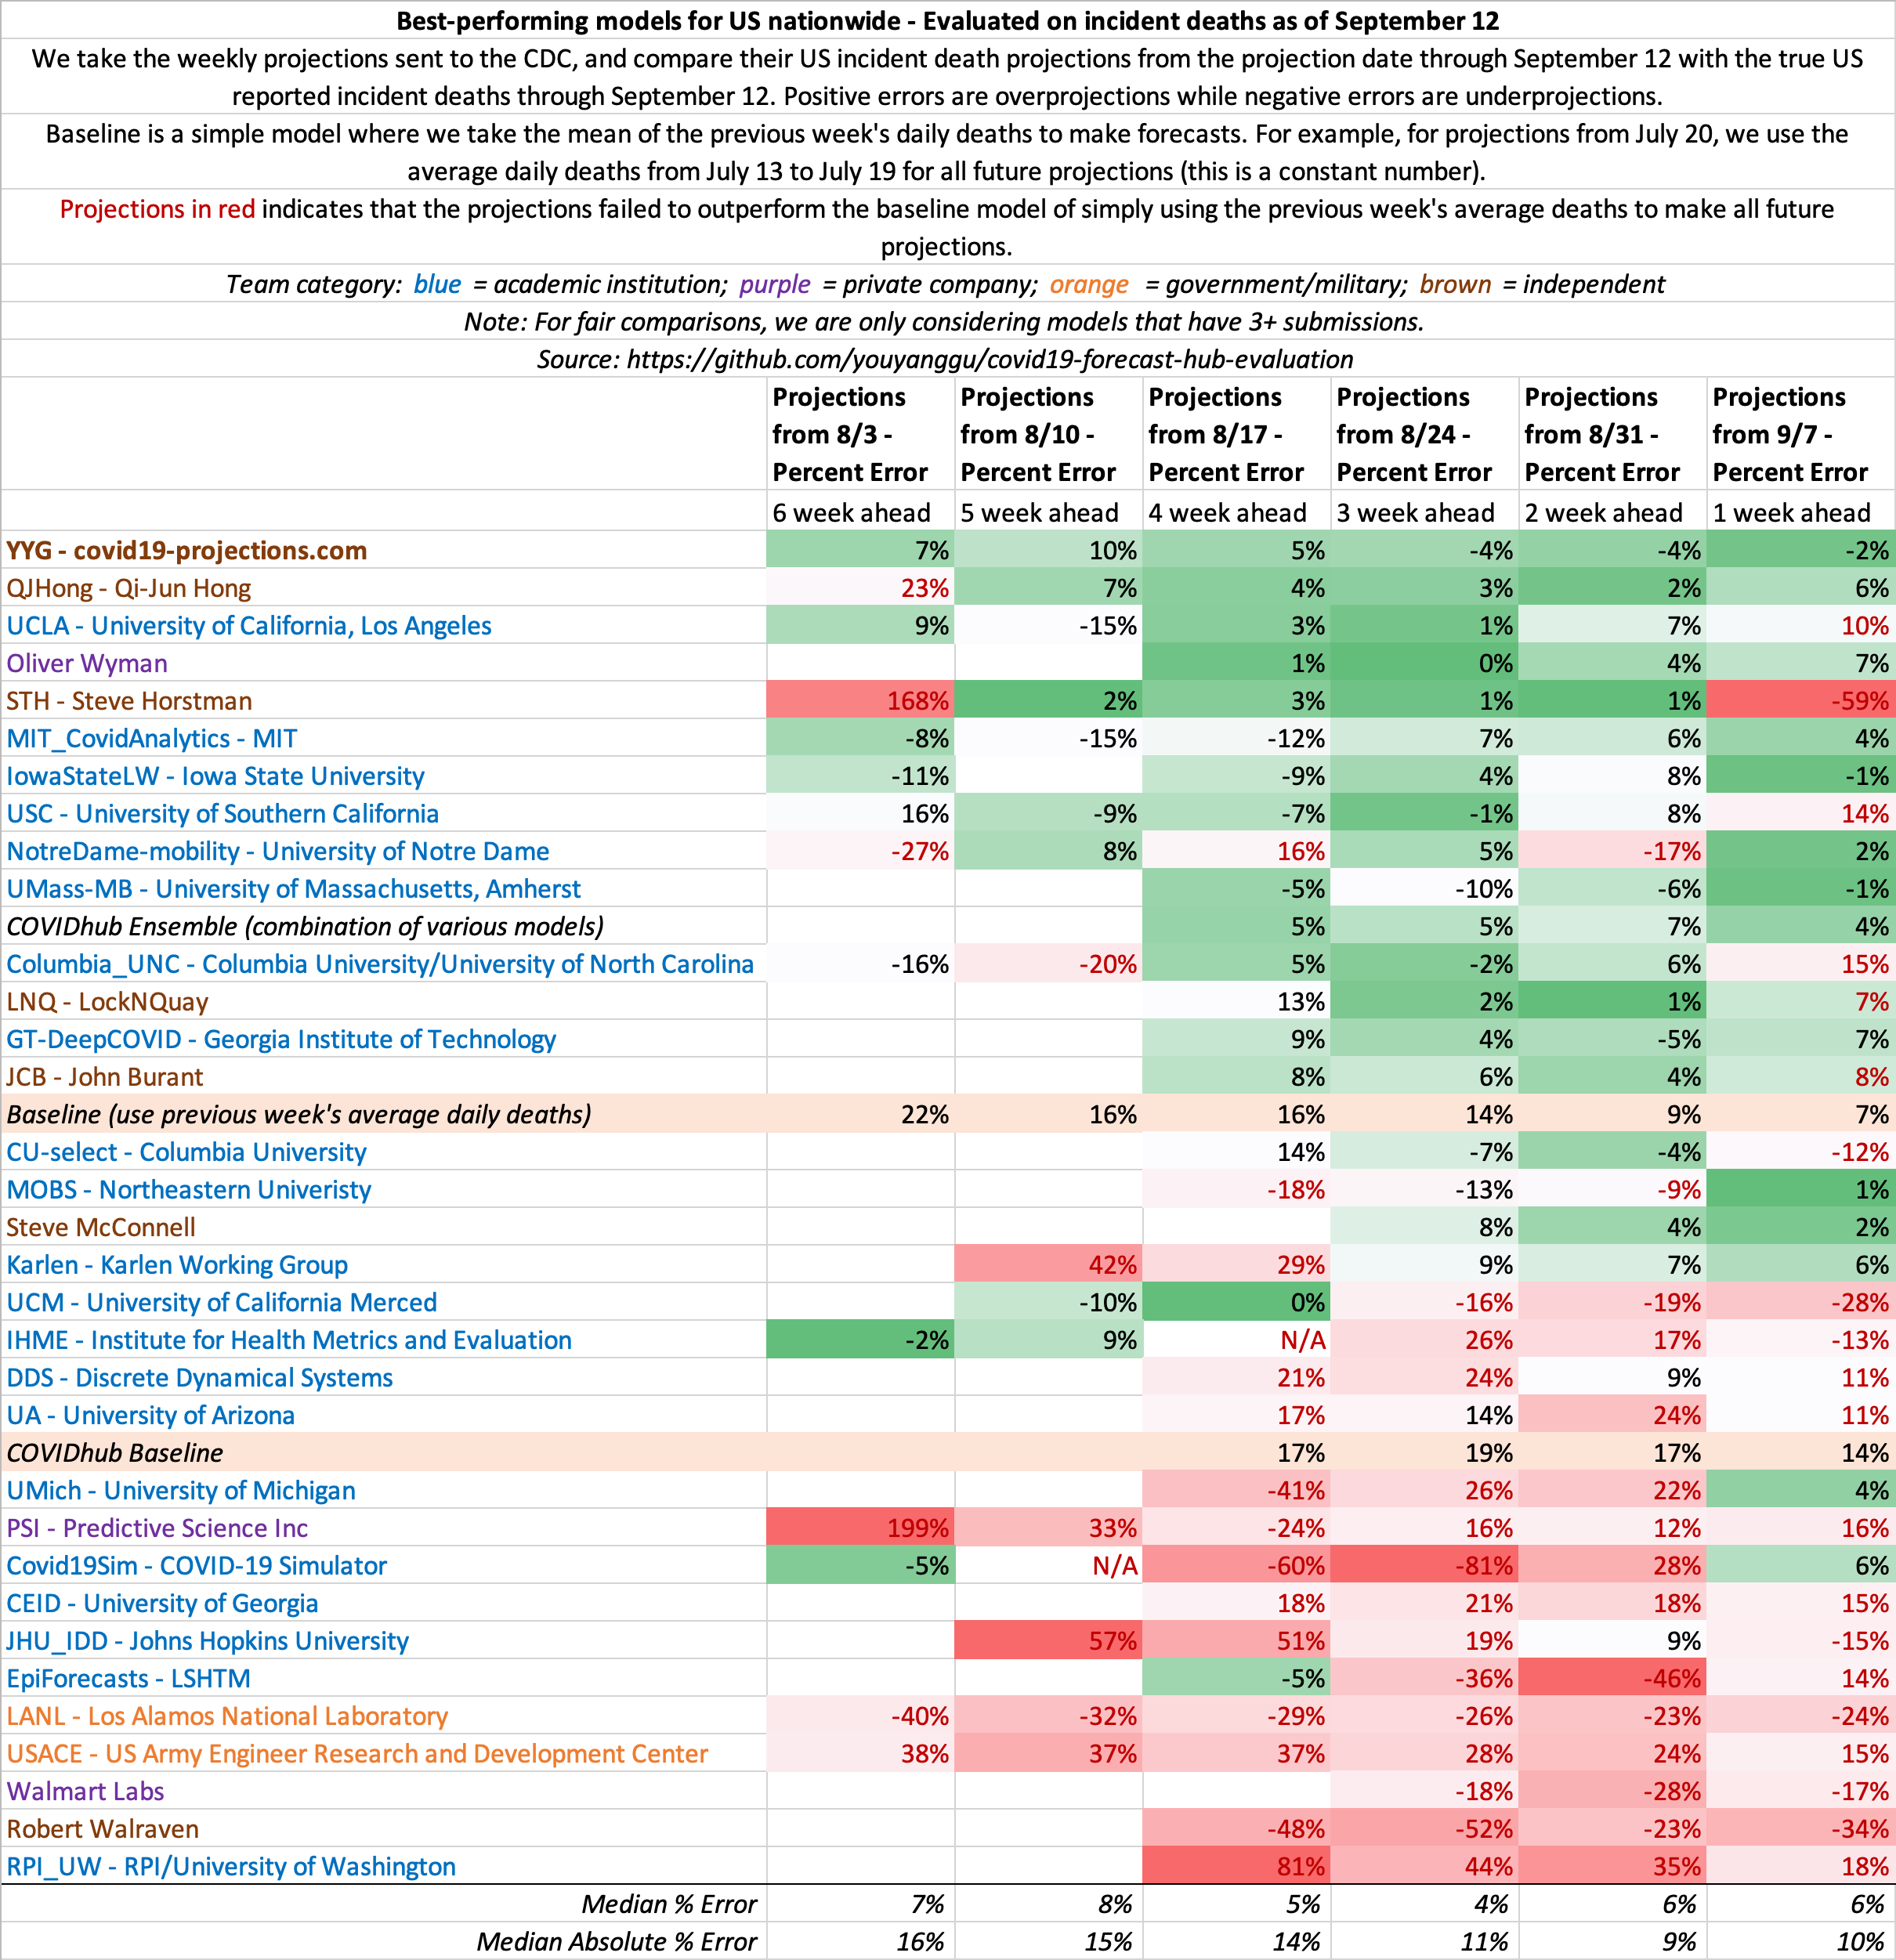 Best-performing models for US nationwide - Evaluated on incident deaths as of September 12
We take the weekly projections sent to the CDC, and compare their US incident death projections from the projection date through September 12 with the true US
reported incident deaths through September 12. Positive errors are overprojections while negative errors are underprojections.
Baseline is a simple model where we take the mean of the previous week's daily deaths to make forecasts. For example, for projections from July 20, we use the
average daily deaths from July 13 to July 19 for all future projections (this is a constant number).
Projections in red indicates that the projections failed to outperform the baseline model of simply using the previous week's average deaths to make all future
projections.
Team category: blue = academic institution; purple = private company; orange = government/military; brown = independent
Note: For fair comparisons, we are only considering models that have 3+ submissions.
Source: https://github.com/youyanggu/covid19-forecast-hub-evaluation
Projections Projections Projections Projections Projections Projections
from 8/3 - from 8/10 - from 8/17 - from 8/24 - from 8/31 - from 9/7 -
Percent Error Percent Error Percent Error Percent Error Percent Error Percent Error
6 week ahead 5 week ahead 4 week ahead 3 week ahead 2 week ahead 1 week ahead
YYG - covid19-projections.com 7% 10% 5% -4% -4% -2%
QJHong - Qi-Jun Hong 23% 7% 4% 3% 2% 6%
UCLA - University of California, Los Angeles 9% -15% 3% 1% 7% 10%
Oliver Wyman 1% 0% 4% 7%
STH - Steve Horstman 168% 2% 3% 1% 1% -59%
MIT_CovidAnalytics - MIT -8% -15% -12% 7% 6% 4%
IowaStateLW - Iowa State University -11% -9% 4% 8% -1%
USC - University of Southern California 16% -9% -7% -1% 8% 14%
NotreDame-mobility - University of Notre Dame -27% 8% 16% 5% -17% 2%
UMass-MB - University of Massachusetts, Amherst -5% -10% -6% -1%
COVIDhub Ensemble (combination of various models) 5% 5% 7% 4%
Columbia_UNC - Columbia University/University of North Carolina -16% -20% 5% -2% 6% 15%
LNQ - LockNQuay 13% 2% 1% 7%
GT-DeepCOVID - Georgia Institute of Technology 9% 4% -5% 7%
JCB - John Burant 8% 6% 4% 8%
Baseline (use previous week's average daily deaths) 22% 16% 16% 14% 9% 7%
CU-select - Columbia University 14% -7% -4% -12%
MOBS - Northeastern Univeristy -18% -13% -9% 1%
Steve McConnell 8% 4% 2%
Karlen - Karlen Working Group 42% 29% 9% 7% 6%
UCM - University of California Merced -10% 0% -16% -19% -28%
IHME - Institute for Health Metrics and Evaluation -2% 9% N/A 26% 17% -13%
DDS - Discrete Dynamical Systems 21% 24% 9% 11%
UA - University of Arizona 17% 14% 24% 11%
COVIDhub Baseline 17% 19% 17% 14%
UMich - University of Michigan -41% 26% 22% 4%
PSI - Predictive Science Inc 199% 33% -24% 16% 12% 16%
Covid19Sim - COVID-19 Simulator -5% N/A -60% -81% 28% 6%
CEID - University of Georgia 18% 21% 18% 15%
JHU_IDD - Johns Hopkins University 57% 51% 19% 9% -15%
EpiForecasts - LSHTM -5% -36% -46% 14%
LANL - Los Alamos National Laboratory -40% -32% -29% -26% -23% -24%
USACE - US Army Engineer Research and Development Center 38% 37% 37% 28% 24% 15%
Walmart Labs -18% -28% -17%
Robert Walraven -48% -52% -23% -34%
RPI_UW - RPI/University of Washington 81% 44% 35% 18%
Median % Error 7% 8% 5% 4% 6% 6%
Median Absolute % Error 16% 15% 14% 11% 9% 10%